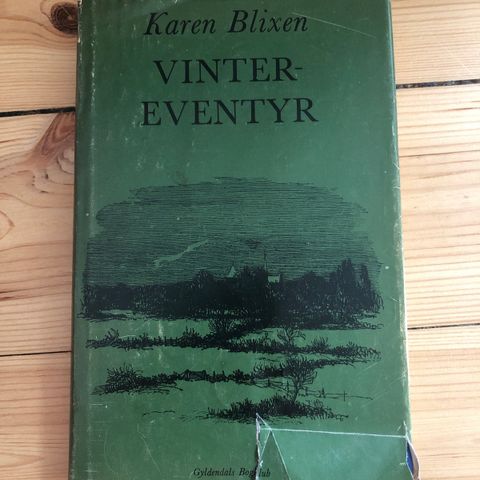 Karen Blixen
VINTER-
EVENTYR
Gyldendals Bogklub